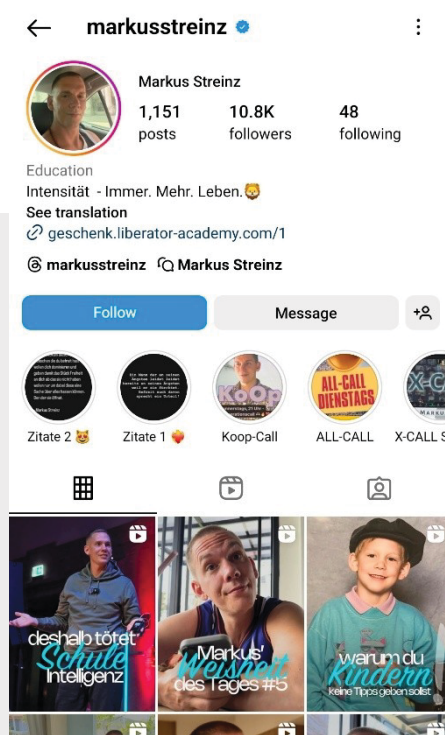 markusstreinz
Markus Streinz
1,151 10.8K 48
posts followers following
Education
Intensität - Immer. Mehr. Leben.🦁
See translation
geschenk.liberator-academy.com/1
markusstreinz Markus Streinz
Follow Message
KoOp
ALL-CALL
DIENSTAGS
X-C
Zitate 2 😻 Zitate 1 ❤️‍🔥 Koop-Call ALL-CALL X-CALL S
deshalb tötet
Schule
Intelligenz
Markus'
Weisheit
des Tages #5
warum du
Kindern
keine Tipps geben sollst